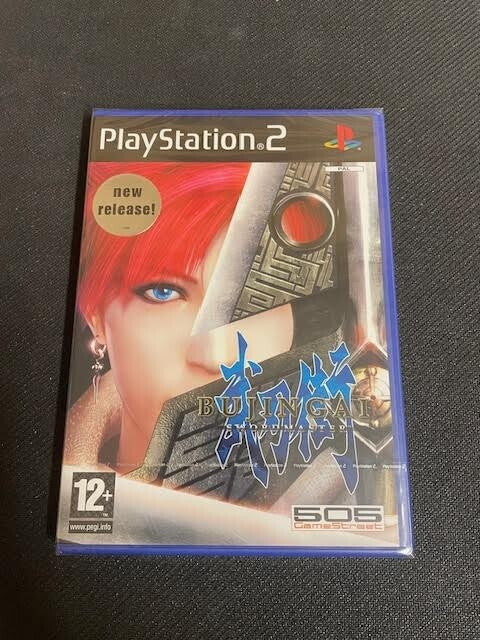 PlayStation®2
PAL
new
release!
武刃街
BUJINGAI
SWORDMASTER
12+
www.pegi.info
505
GameStreet